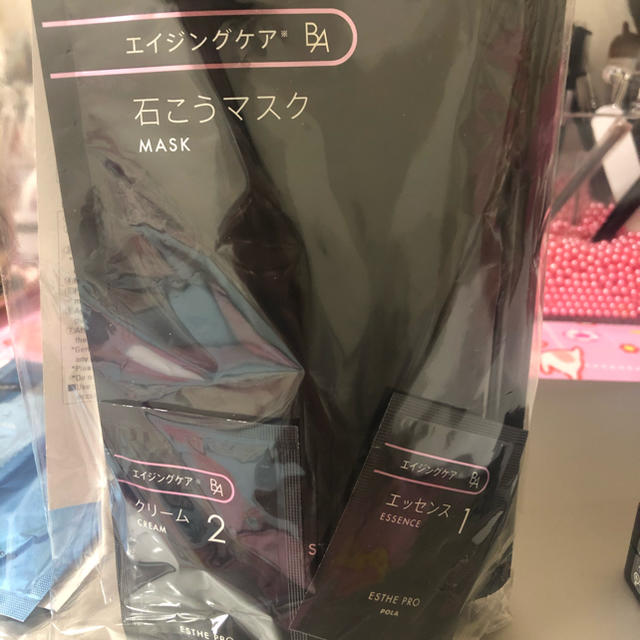 エイジングケア※ BA
石こうマスク
MASK
エイジングケア※ BA
クリーム 2
CREAM
ESTHE PRO
エイジングケア※ BA
エッセンス 1
ESSENCE
ESTHE PRO
POLA